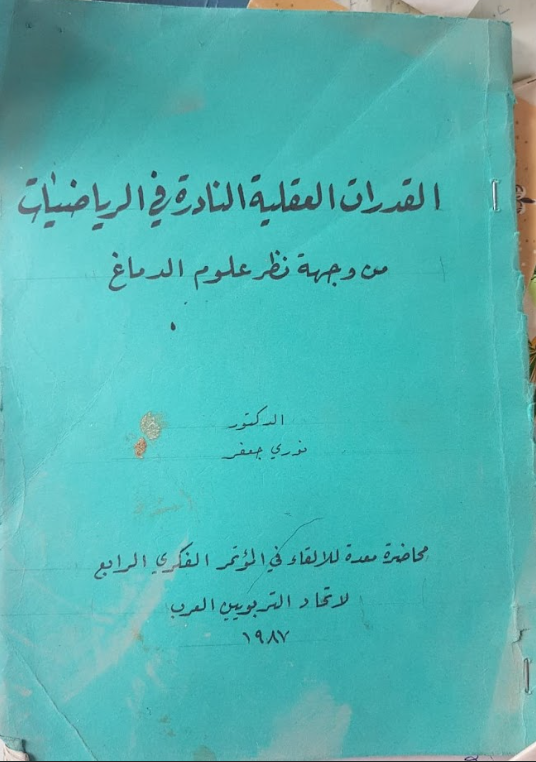 القدرات العقلية النادرة في الرياضيات
من وجهة نظر علوم الدماغ
الدكتور
نوري جعفر
محاضرة معدة للالقاء في المؤتمر الفكري الرابع
لاتحاد التربويين العرب
١٩٨٧